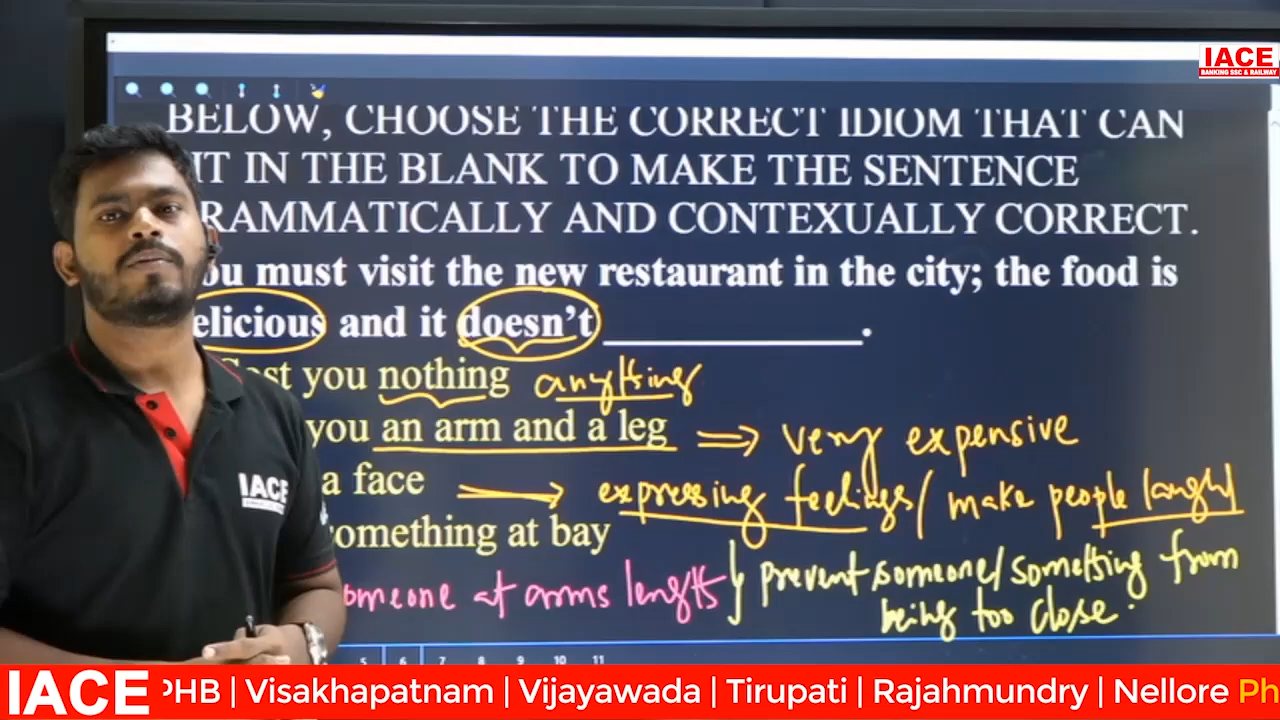 IACE
BANKING SSC & RAILWAY
BELOW, CHOOSE THE CORRECT IDIOM THAT CAN
IT IN THE BLANK TO MAKE THE SENTENCE
RAMMATICALLY AND CONTEXUALLY CORRECT.
ou must visit the new restaurant in the city; the food is
elicious and it doesn't ____________.
Cost you nothing anything
you an arm and a leg ⇒ very expensive
a face → expressing feelings/ make people laugh
omething at bay
omeone at arms length } prevent someone/something from
being too close.
IACE
5 6 7 8 9 10 11
IACE PHB | Visakhapatnam | Vijayawada | Tirupati | Rajahmundry | Nellore Ph